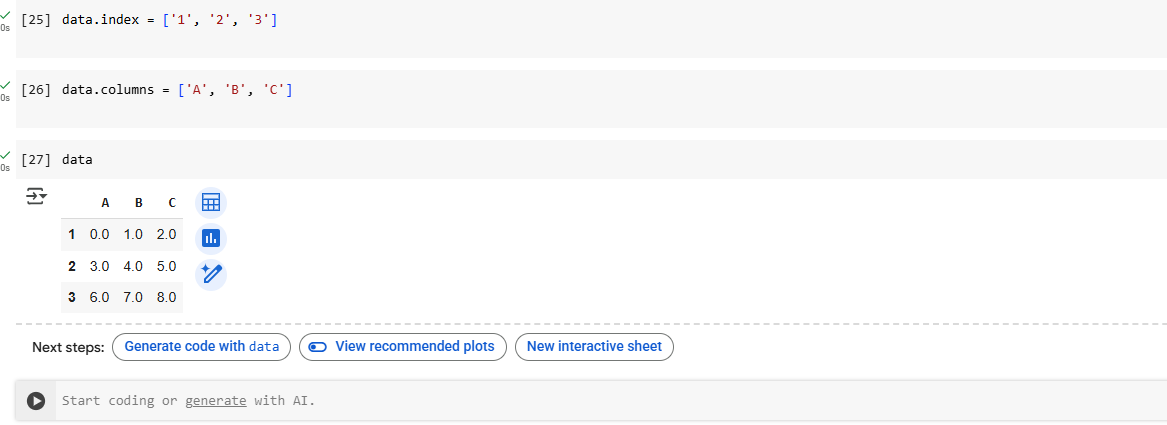 [25] data.index = ['1', '2', '3']
0s
[26] data.columns = ['A', 'B', 'C']
0s
[27] data
0s
A B C
1 0.0 1.0 2.0
2 3.0 4.0 5.0
3 6.0 7.0 8.0
Next steps: Generate code with data View recommended plots New interactive sheet
Start coding or generate with AI.